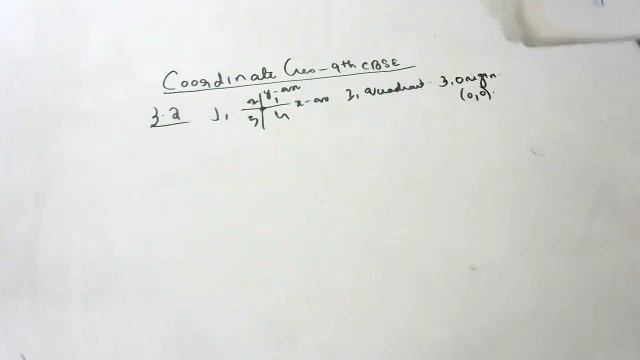 Coordinate Geo - 9th CBSE
3.2 1, 2 y-axis 1 3 4 x-axis 2, quadrant 3, origin
(0,0).